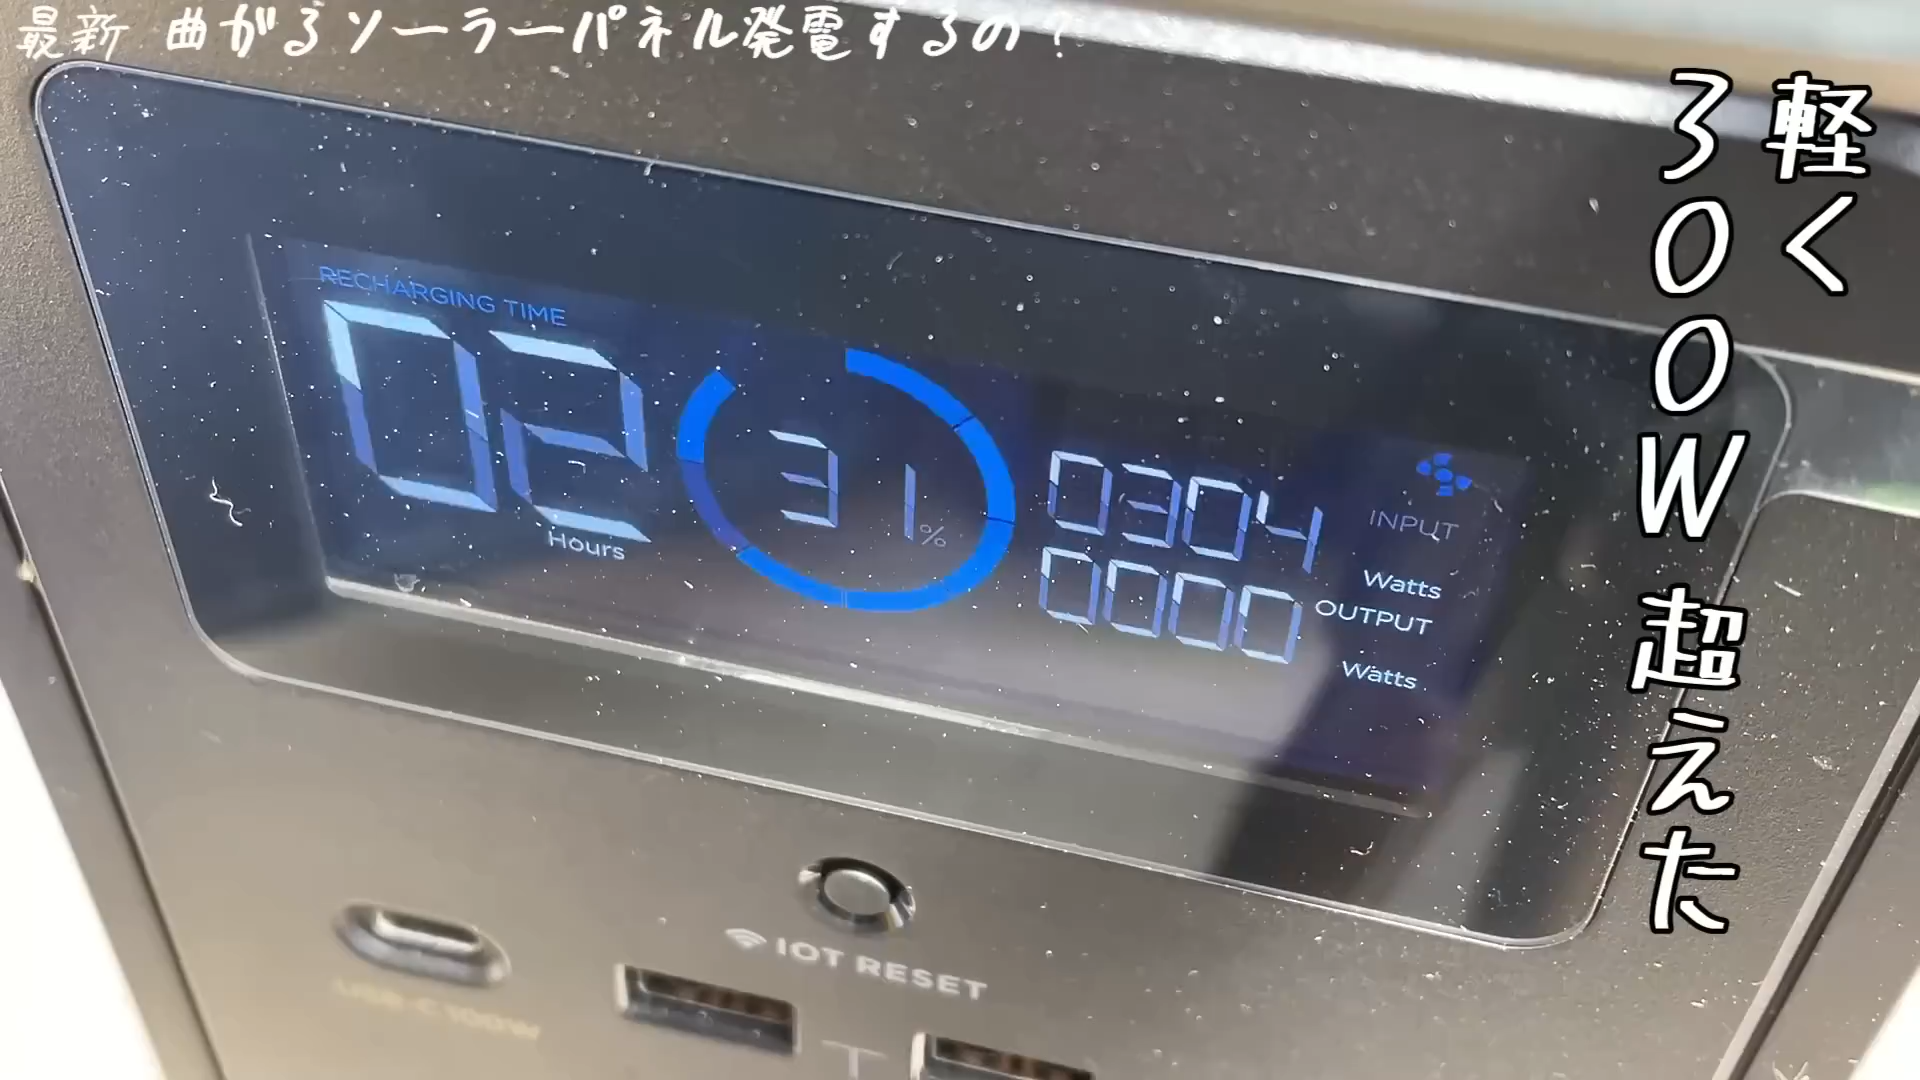 最新 曲がるソーラーパネル発電するの?
軽く
300W超えた
RECHARGING TIME
02
Hours
31%
0304
INPUT
Watts
0000
OUTPUT
Watts
IOT RESET
USB-C 100W